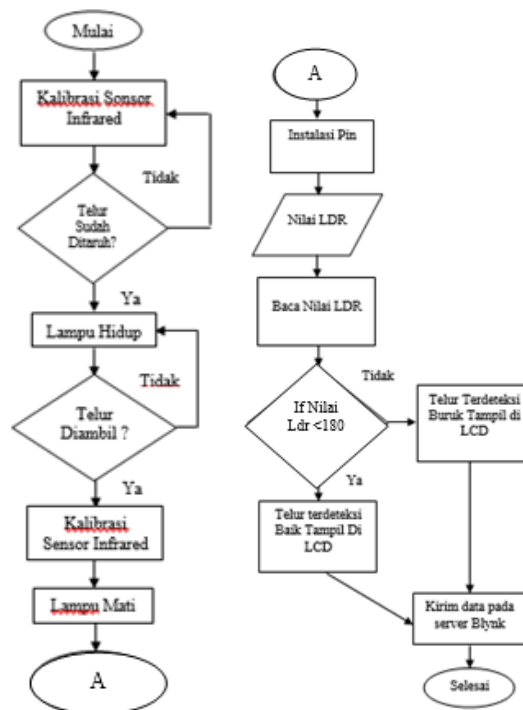 Mulai
Kalibrasi Sonsor
Infrared
Tidak
Telur
Sudah
Ditaruh?
Ya
Lampu Hidup
Tidak
Telur
Diambil ?
Ya
Kalibrasi
Sensor Infrared
Lampu Mati
A
A
Instalasi Pin
Nilai LDR
Baca Nilai LDR
Tidak
If Nilai
Ldr <180
Telur Terdeteksi
Buruk Tampil di
LCD
Ya
Telur terdeteksi
Baik Tampil Di
LCD
Kirim data pada
server Blynk
Selesai